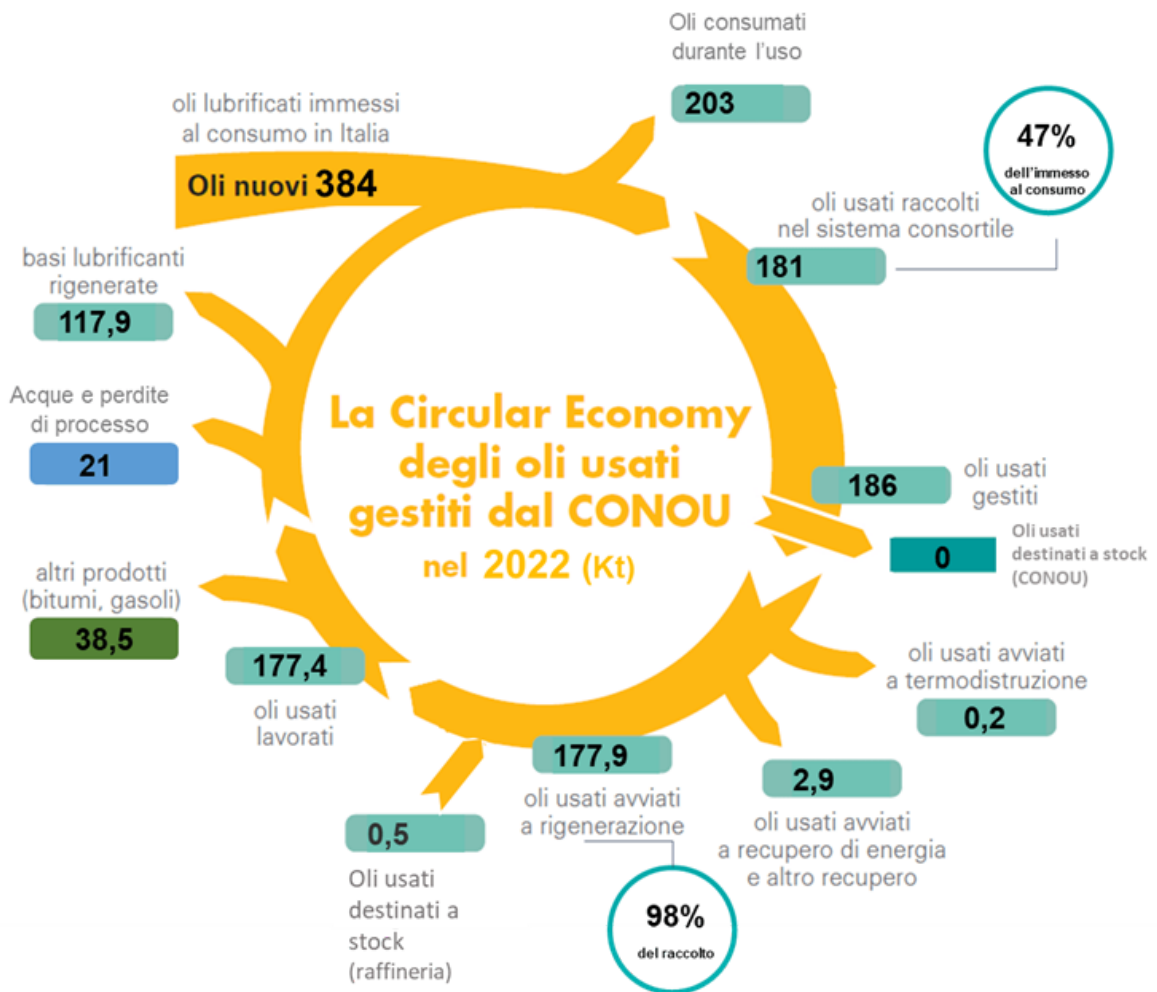 Oli consumati
durante l'uso
203
oli lubrificati immessi
al consumo in Italia
Oli nuovi 384
47%
dell'immesso
al consumo
oli usati raccolti
nel sistema consortile
181
basi lubrificanti
rigenerate
117,9
Acque e perdite
di processo
21
La Circular Economy
degli oli usati
gestiti dal CONOU
nel 2022 (Kt)
186
oli usati
gestiti
0
Oli usati
destinati a stock
(CONOU)
altri prodotti
(bitumi, gasoli)
38,5
177,4
oli usati
lavorati
oli usati avviati
a termodistruzione
0,2
177,9
oli usati avviati
a rigenerazione
2,9
oli usati avviati
a recupero di energia
e altro recupero
0,5
Oli usati
destinati a
stock
(raffineria)
98%
del raccolto